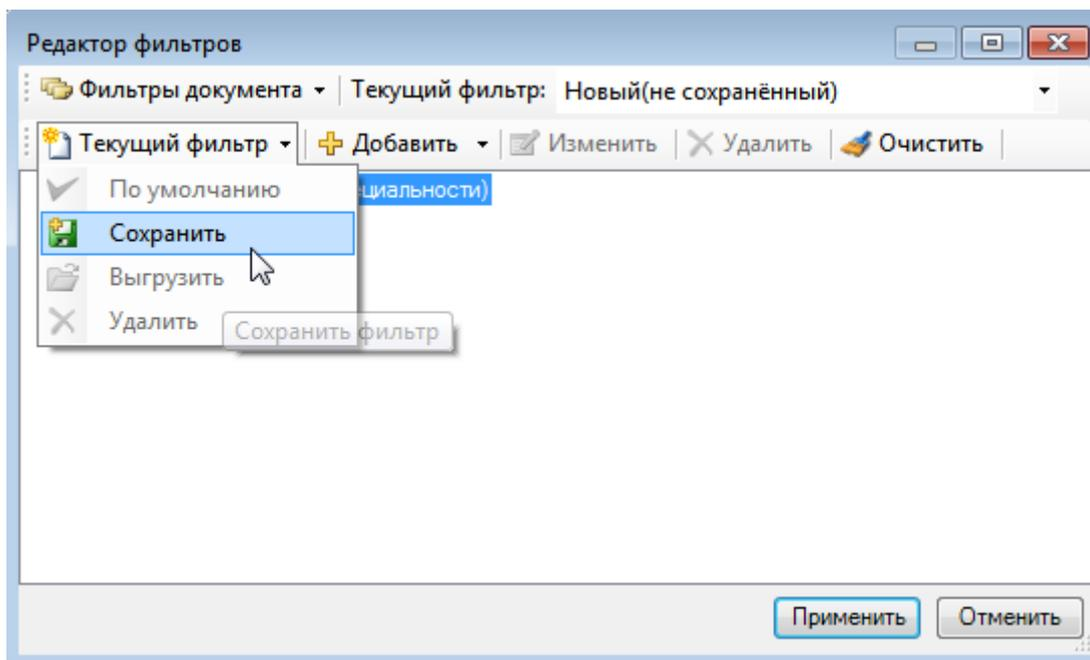 Редактор фильтров
Фильтры документа Текущий фильтр: Новый(не сохранённый)
Текущий фильтр Добавить Изменить Удалить Очистить
По умолчанию циальности)
Сохранить
Выгрузить
Удалить
Сохранить фильтр
Применить Отменить